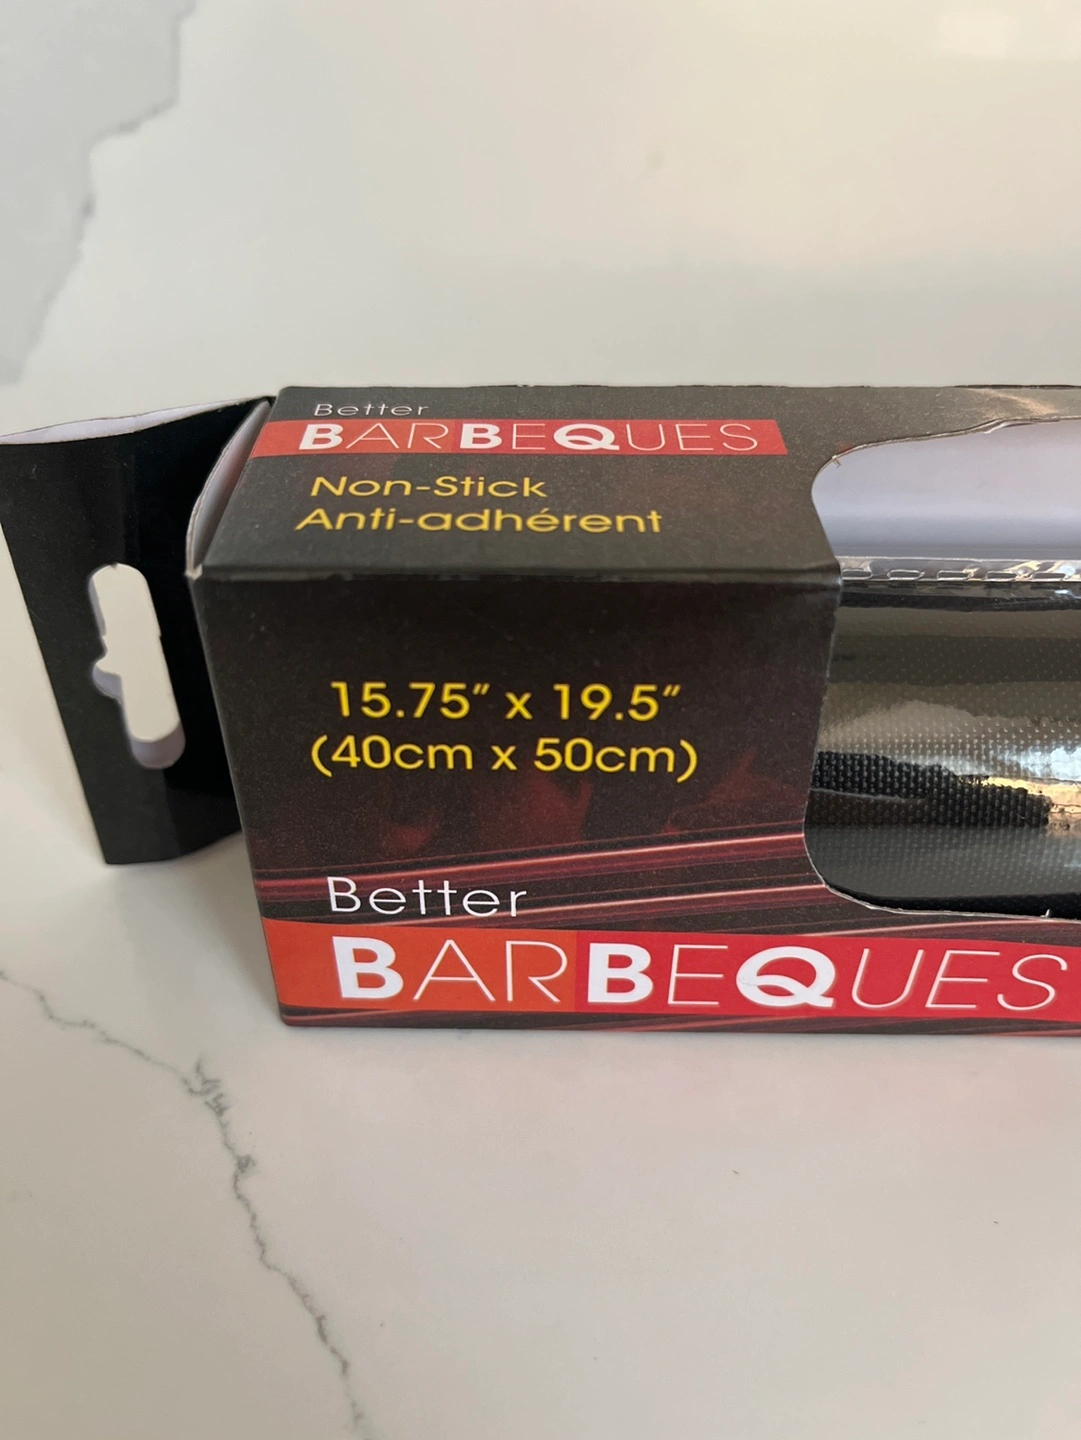 Better
BARBEQUES
Non-Stick
Anti-adhérent
15.75″ x 19.5″
(40cm x 50cm)
Better
BARBEQUES